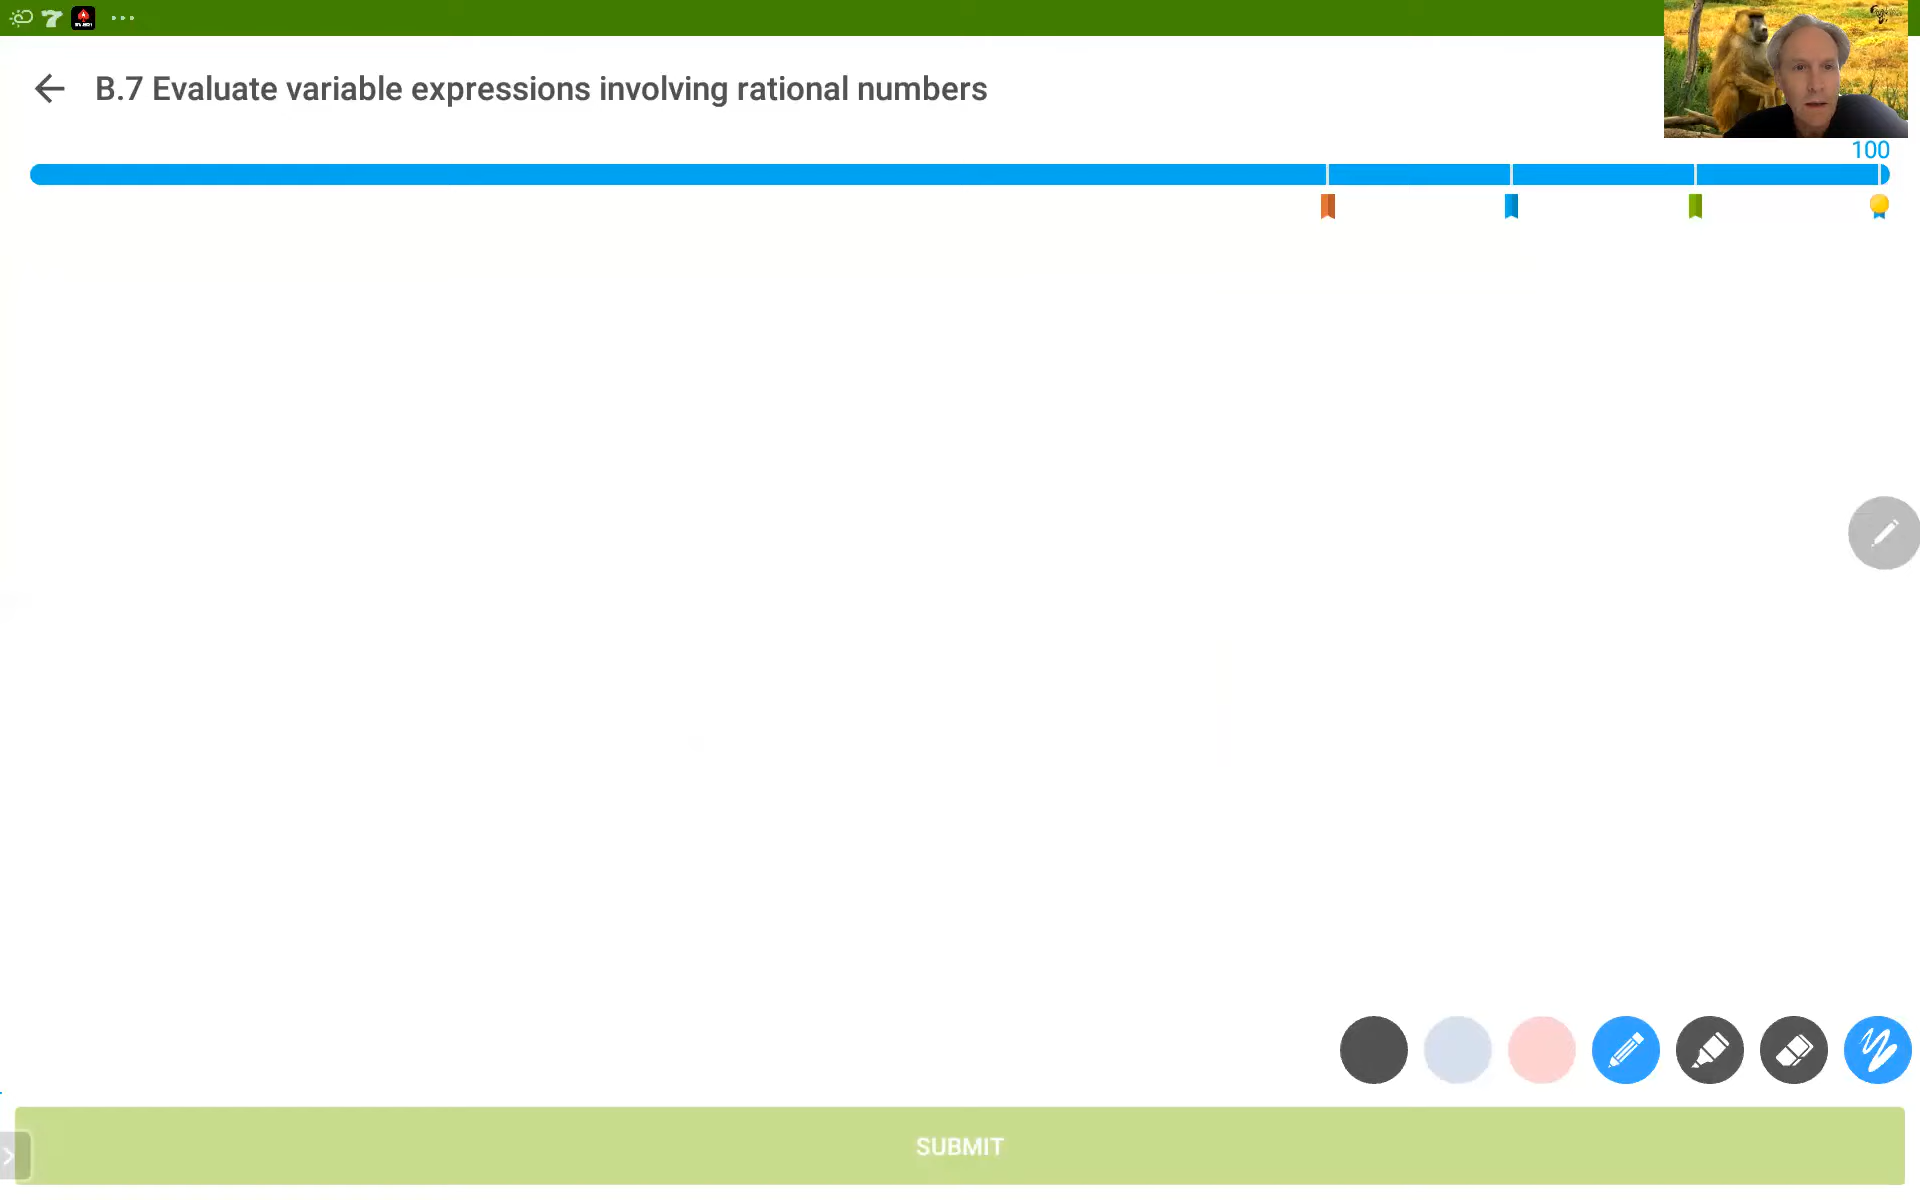 B.7 Evaluate variable expressions involving rational numbers
100
SUBMIT